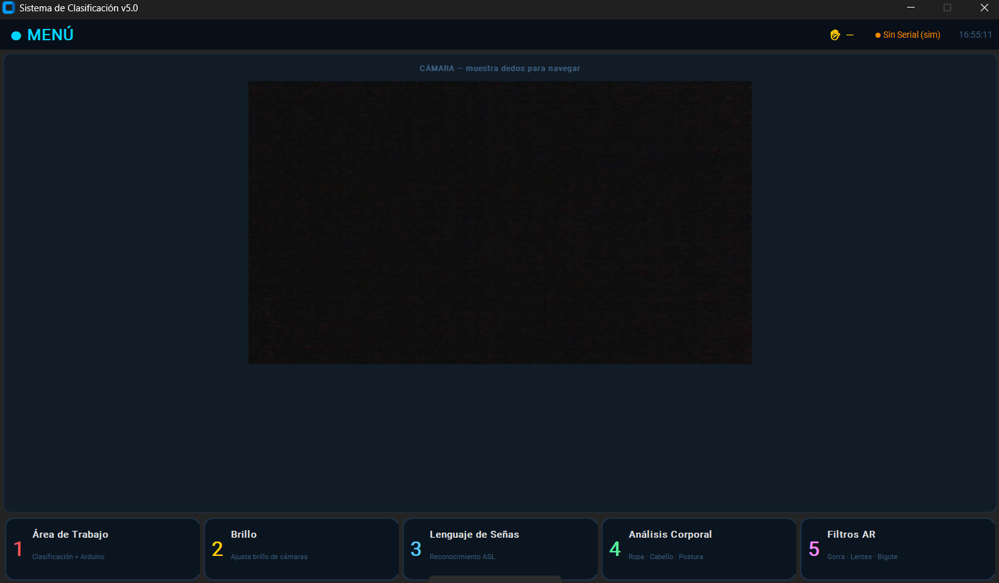 Sistema de Clasificación v5.0
MENÚ
— Sin Serial (sim) 16:55:11
CÁMARA — muestra dedos para navegar
1 Área de Trabajo
Clasificación + Arduino
2 Brillo
Ajusta brillo de cámaras
3 Lenguaje de Señas
Reconocimiento ASL
4 Análisis Corporal
Ropa · Cabello · Postura
5 Filtros AR
Gorra · Lentes · Bigote